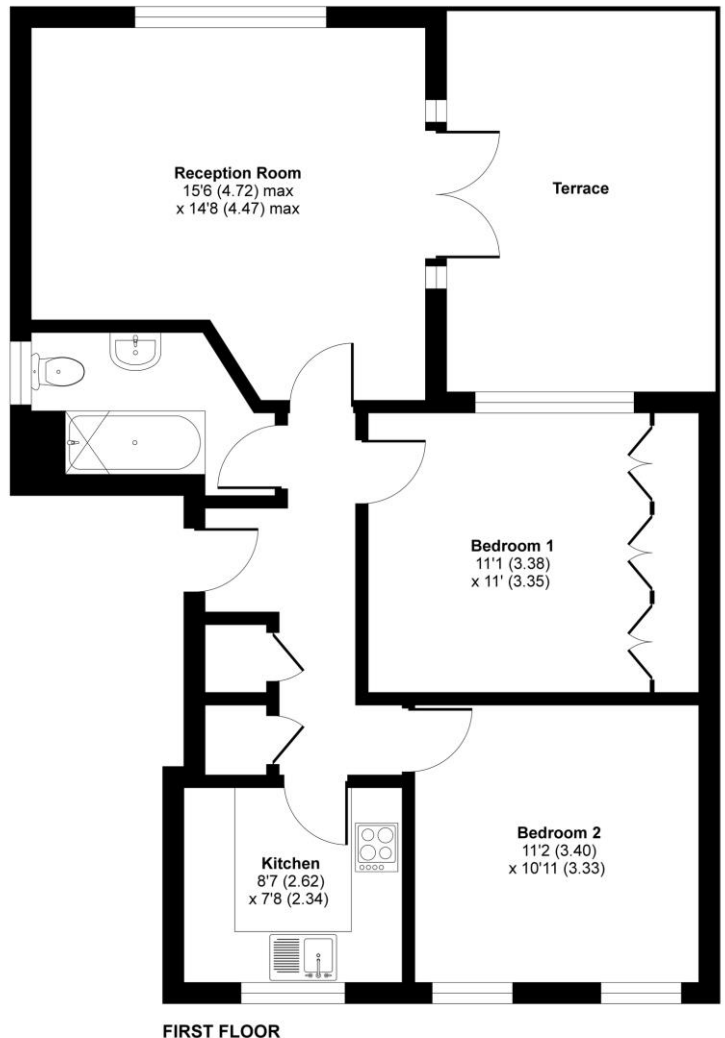 Reception Room
15'6 (4.72) max
x 14'8 (4.47) max
Terrace
Bedroom 1
11'1 (3.38)
x 11' (3.35)
Bedroom 2
11'2 (3.40)
x 10'11 (3.33)
Kitchen
8'7 (2.62)
x 7'8 (2.34)
FIRST FLOOR